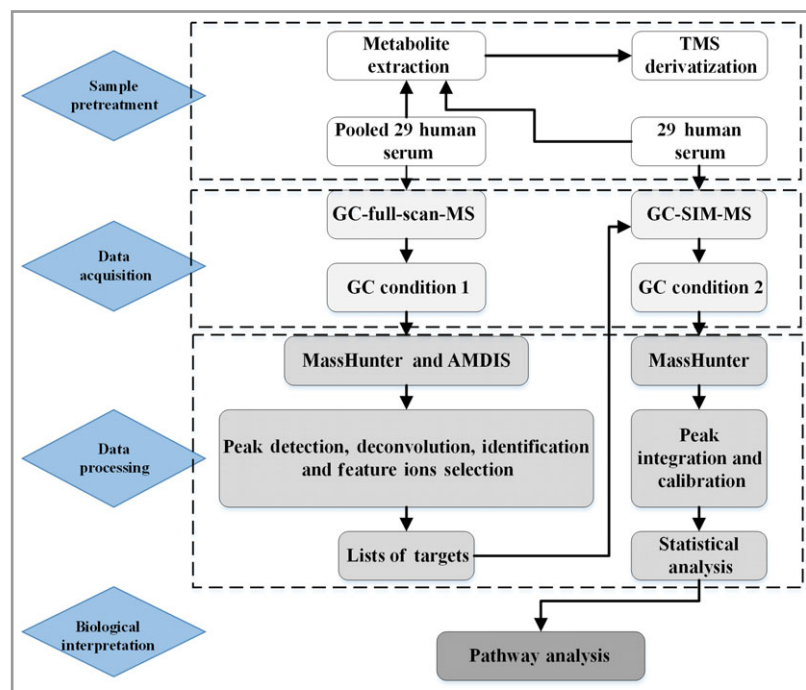 Sample
pretreatment
Metabolite
extraction
TMS
derivatization
Pooled 29 human
serum
29 human
serum
Data
acquisition
GC-full-scan-MS
GC-SIM-MS
GC condition 1
GC condition 2
Data
processing
MassHunter and AMDIS
MassHunter
Peak detection, deconvolution, identification
and feature ions selection
Peak
integration and
calibration
Lists of targets
Statistical
analysis
Biological
interpretation
Pathway analysis